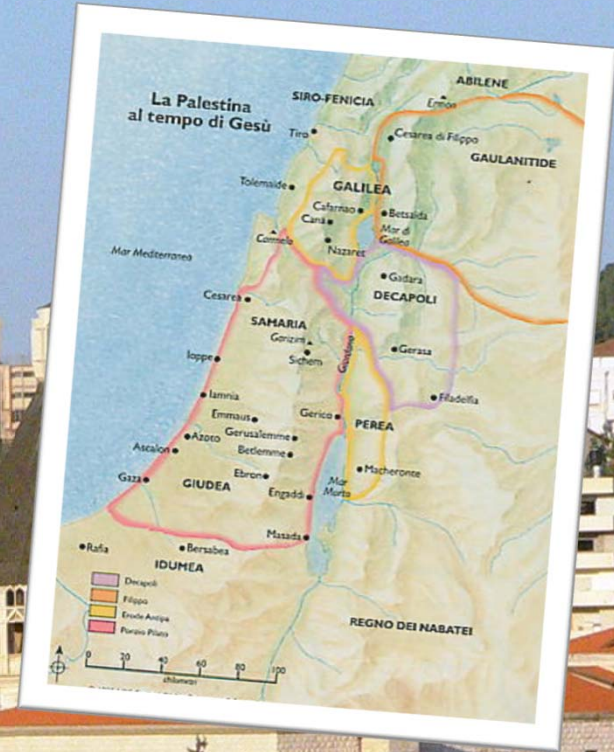 La Palestina
al tempo di Gesù
SIRO-FENICIA
ABILENE
Ermon
Tiro
Cesarea di Filippo
GAULANITIDE
Tolemaide
GALILEA
Cafarnao
Betsaida
Cana
Mar di
Galilea
Carmelo
Nazaret
Mar Mediterraneo
Gadara
DECAPOLI
Cesarea
SAMARIA
Garizim
Sichem
Giordano
Gerasa
Ioppe
Filadelfia
Iamnia
Emmaus
Gerico
PEREA
Azoto
Gerusalemme
Ascalon
Betlemme
Macheronte
Gaza
Ebron
GIUDEA
Engaddi
Mar
Morto
Masada
Rafia
Bersabea
IDUMEA
Decapoli
Filippo
Erode Antipa
Ponzio Pilato
REGNO DEI NABATEI
0 20 40 60 80 100
chilometri